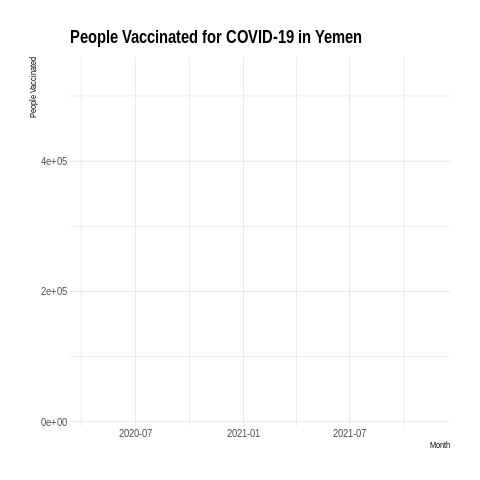 People Vaccinated for COVID-19 in Yemen
People Vaccinated
4e+05
2e+05
0e+00
2020-07
2021-01
2021-07
Month